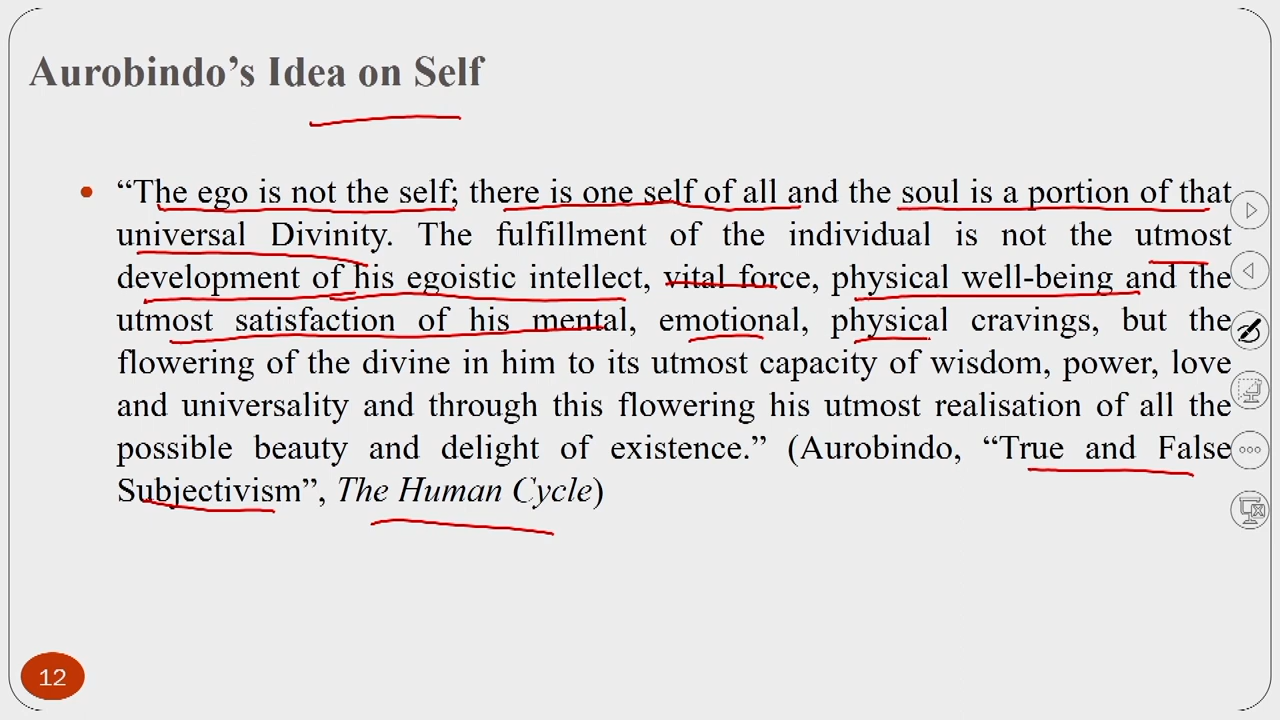 Aurobindo's Idea on Self
“The ego is not the self; there is one self of all and the soul is a portion of that
universal Divinity. The fulfillment of the individual is not the utmost
development of his egoistic intellect, vital force, physical well-being and the
utmost satisfaction of his mental, emotional, physical cravings, but the
flowering of the divine in him to its utmost capacity of wisdom, power, love
and universality and through this flowering his utmost realisation of all the
possible beauty and delight of existence.” (Aurobindo, “True and False
Subjectivism”, The Human Cycle)
12